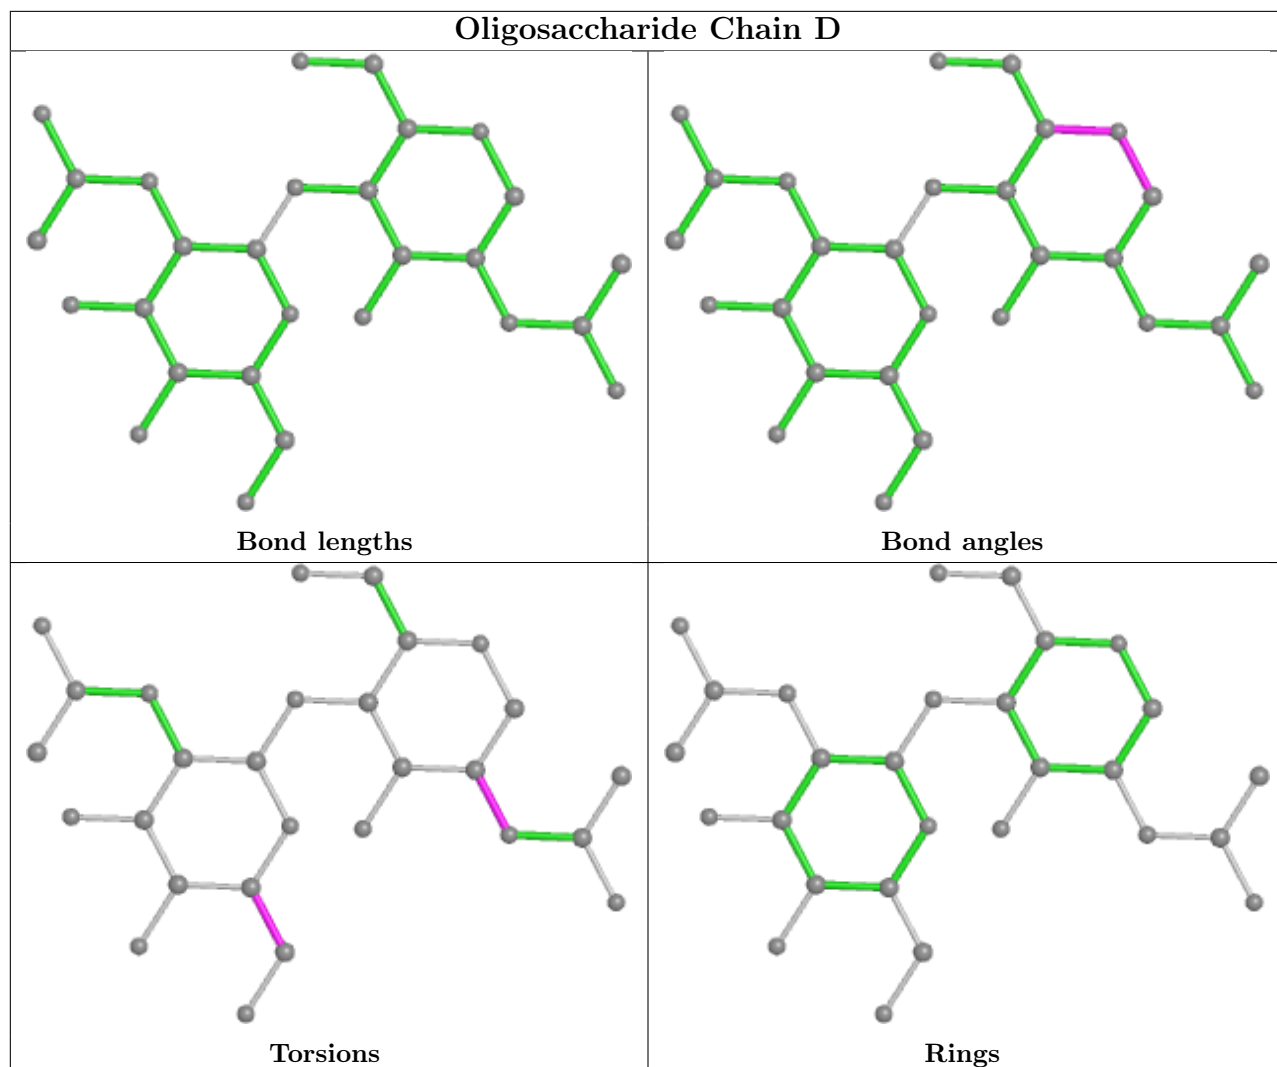 Oligosaccharide Chain D
Bond lengths
Bond angles
Torsions
Rings